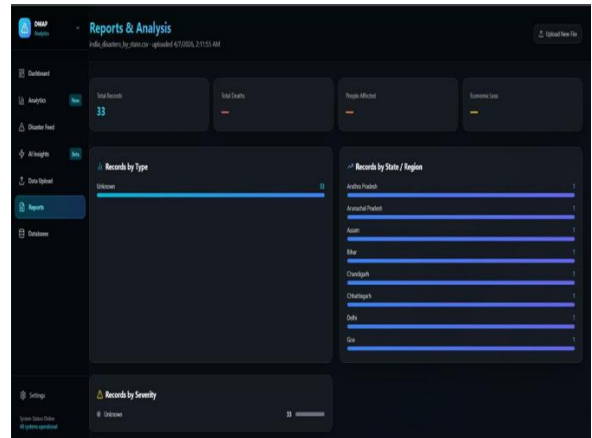 DMAP
Analytics
Reports & Analysis
india_disasters_by_state.csv - uploaded 4/7/2026, 2:11:55 AM
Upload New File
Dashboard
Analytics
New
Disaster Feed
AI Insights
Beta
Data Upload
Reports
Databases
Total Records
33
Total Deaths
—
People Affected
—
Economic Loss
—
Records by Type
Unknown 33
Records by State / Region
Andhra Pradesh 1
Arunachal Pradesh 1
Assam 1
Bihar 1
Chandigarh 1
Chhattisgarh 1
Delhi 1
Goa 1
Records by Severity
Unknown 33
Settings
System Status Online
All systems operational